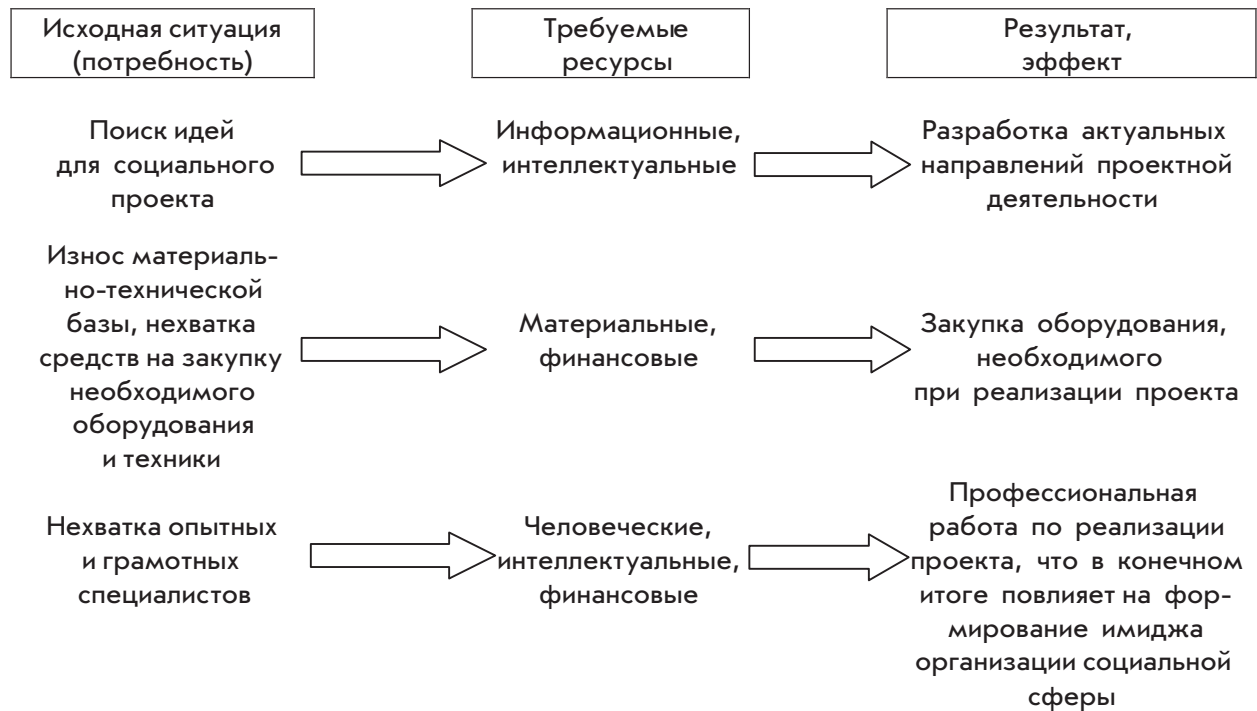 Исходная ситуация
(потребность)
Требуемые
ресурсы
Результат,
эффект
Поиск идей
для социального
проекта
Информационные,
интеллектуальные
Разработка актуальных
направлений проектной
деятельности
Износ материаль-
но-технической
базы, нехватка
средств на закупку
необходимого
оборудования
и техники
Материальные,
финансовые
Закупка оборудования,
необходимого
при реализации проекта
Нехватка опытных
и грамотных
специалистов
Человеческие,
интеллектуальные,
финансовые
Профессиональная
работа по реализации
проекта, что в конечном
итоге повлияет на фор-
мирование имиджа
организации социальной
сферы